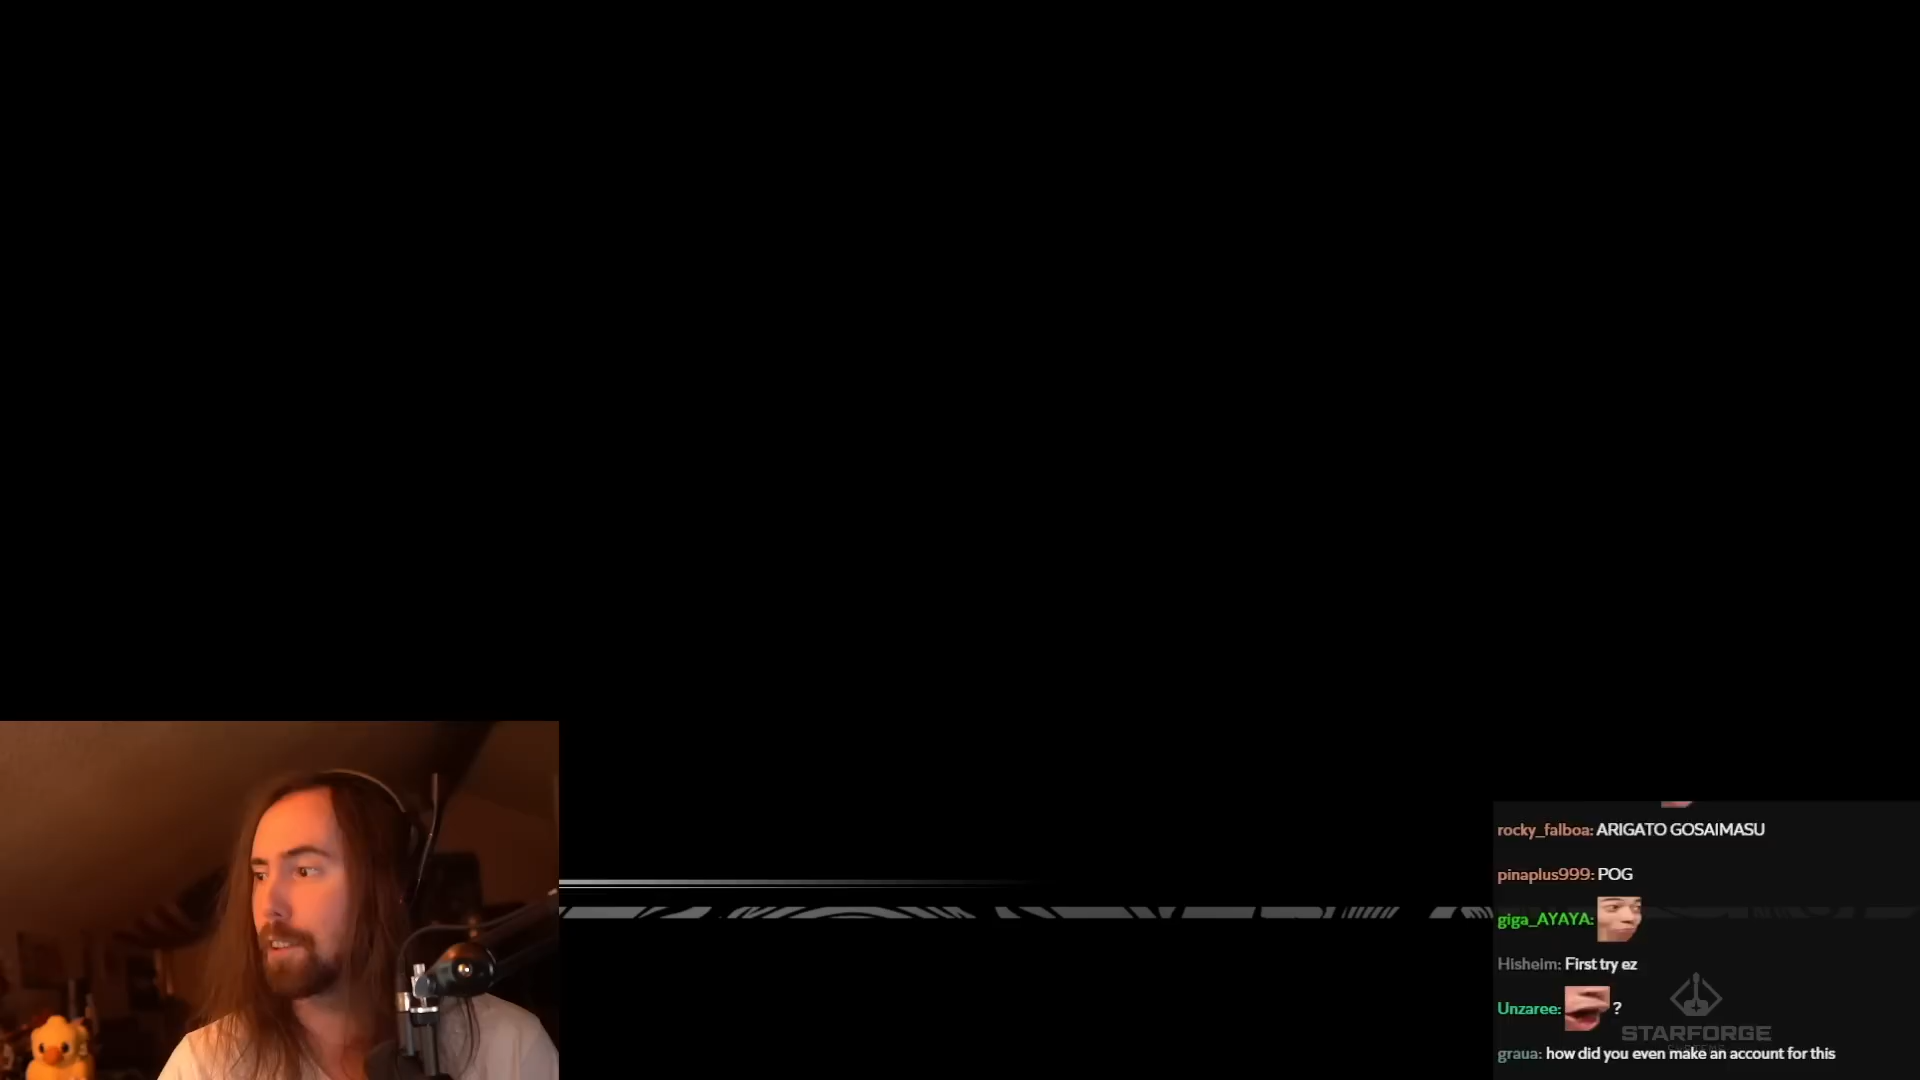 rocky_falboa: ARIGATO GOSAIMASU
pinaplus999: POG
giga_AYAYA:
Hisheim: First try ez
Unzaree: ?
STARFORGE
SYSTEMS
graua: how did you even make an account for this